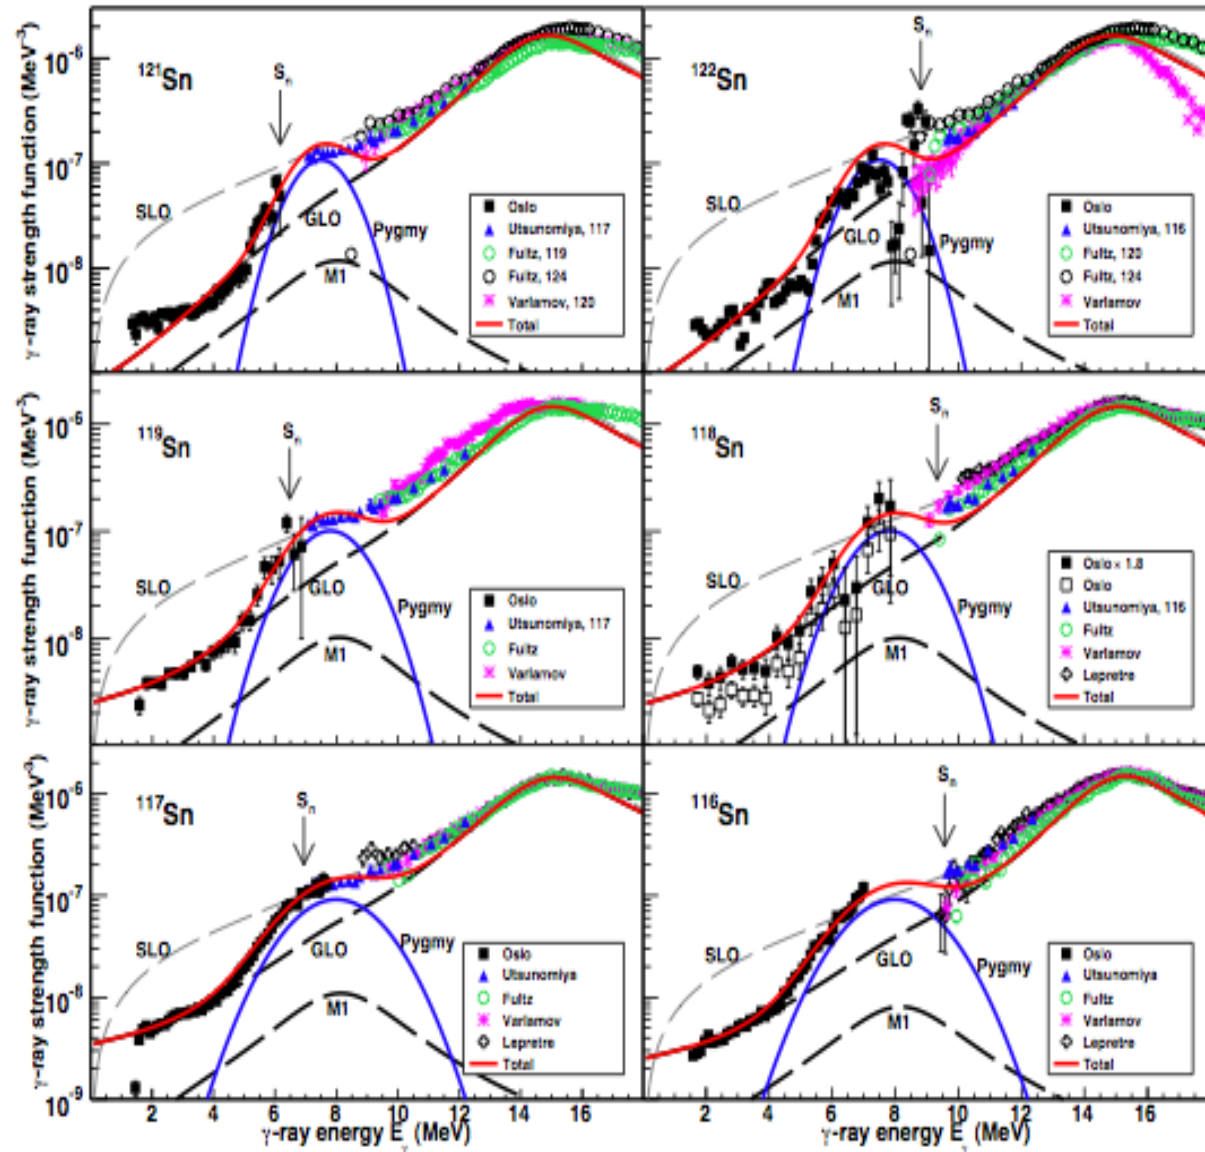 γ-ray strength function (MeV⁻³)
10⁻⁶
10⁻⁷
10⁻⁸
¹²¹Sn
Sₙ
SLO
GLO
Pygmy
M1
Oslo
Utsunomiya, 117
Fultz, 119
Fultz, 124
Varlamov, 120
Total
¹²²Sn
Sₙ
SLO
GLO
Pygmy
M1
Oslo
Utsunomiya, 116
Fultz, 120
Fultz, 124
Varlamov
Total
γ-ray strength function (MeV⁻³)
10⁻⁶
10⁻⁷
10⁻⁸
¹¹⁹Sn
Sₙ
SLO
GLO
Pygmy
M1
Oslo
Utsunomiya, 117
Fultz
Varlamov
Total
¹¹⁸Sn
Sₙ
SLO
GLO
Pygmy
M1
Oslo × 1.8
Oslo
Utsunomiya, 116
Fultz
Varlamov
Lepretre
Total
γ-ray strength function (MeV⁻³)
10⁻⁶
10⁻⁷
10⁻⁸
10⁻⁹
¹¹⁷Sn
Sₙ
SLO
GLO
Pygmy
M1
Oslo
Utsunomiya
Fultz
Varlamov
Lepretre
Total
2 4 6 8 10 12 14 16
γ-ray energy Eᵧ (MeV)
¹¹⁶Sn
Sₙ
SLO
GLO
Pygmy
M1
Oslo
Utsunomiya
Fultz
Varlamov
Lepretre
Total
2 4 6 8 10 12 14 16
γ-ray energy Eᵧ (MeV)